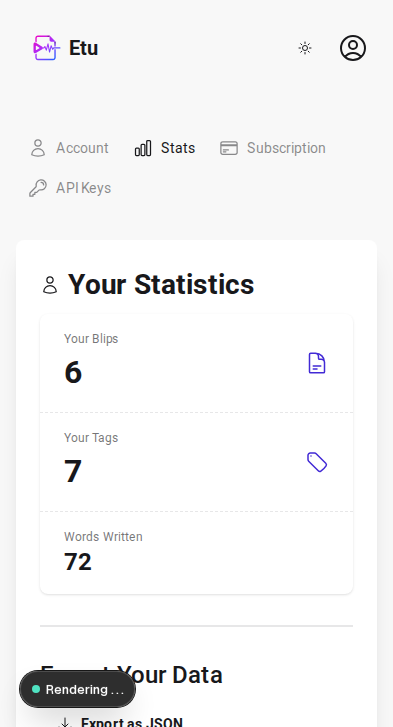 Etu
Account Stats Subscription
API Keys
Your Statistics
Your Blips
6
Your Tags
7
Words Written
72
Your Data
Rendering ...
Export as JSON